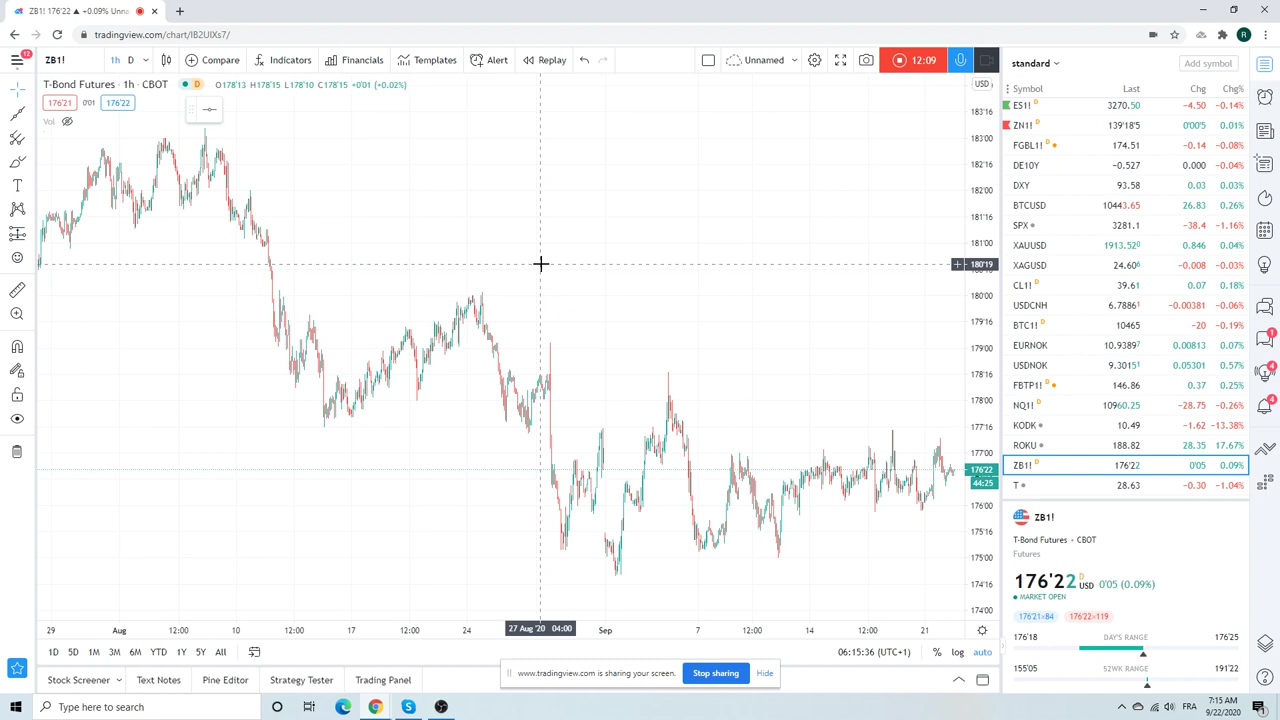 ZB1! 176'22 ▲ +0.09% Unna
tradingview.com/chart/IB2UIXs7/
R
12
ZB1!
1h D
Compare
Indicators
Financials
Templates
Alert
Replay
Unnamed
12:09
T-Bond Futures · 1h · CBOT
D
O178'13 H178'15 L178'10 C178'15 +0'01 (+0.02%)
176'21 0'01 176'22
Vol
USD
183'16
183'00
182'16
182'00
181'16
181'00
180'19
180'00
179'16
179'00
178'16
178'00
177'16
177'00
176'22
44:25
176'00
175'16
175'00
174'16
174'00
29 Aug 12:00 10 12:00 17 12:00 24 27 Aug '20 04:00 Sep 7 12:00 14 12:00 21
1D 5D 1M 3M 6M YTD 1Y 5Y All
06:15:36 (UTC+1) % log auto
Stock Screener Text Notes Pine Editor Strategy Tester Trading Panel
www.tradingview.com is sharing your screen. Stop sharing Hide
standard
Add symbol
Symbol Last Chg Chg%
ES1! D 3270.50 −4.50 −0.14%
ZN1! D 139'18'5 0'00'5 0.01%
FGBL1! D 174.51 −0.14 −0.08%
DE10Y −0.527 0.000 −0.04%
DXY 93.58 0.03 0.03%
BTCUSD 10443.65 26.83 0.26%
SPX 3281.1 −38.4 −1.16%
XAUUSD 1913.520 0.846 0.04%
XAGUSD 24.606 −0.008 −0.03%
CL1! D 39.61 0.07 0.18%
USDCNH 6.78861 −0.00381 −0.06%
BTC1! D 10465 −20 −0.19%
EURNOK 10.93897 0.00813 0.07%
USDNOK 9.30151 0.05301 0.57%
FBTP1! D 146.86 0.37 0.25%
NQ1! D 10960.25 −28.75 −0.26%
KODK 10.49 −1.62 −13.38%
ROKU 188.82 28.35 17.67%
ZB1! D 176'22 0'05 0.09%
T 28.63 −0.30 −1.04%
1
4
4
ZB1!
T-Bond Futures · CBOT
Futures
176'22 D USD 0'05 (0.09%)
MARKET OPEN
176'21×84 176'22×119
176'18 DAY'S RANGE 176'25
155'05 52WK RANGE 191'22
Type here to search
FRA
7:15 AM
9/22/2020
1